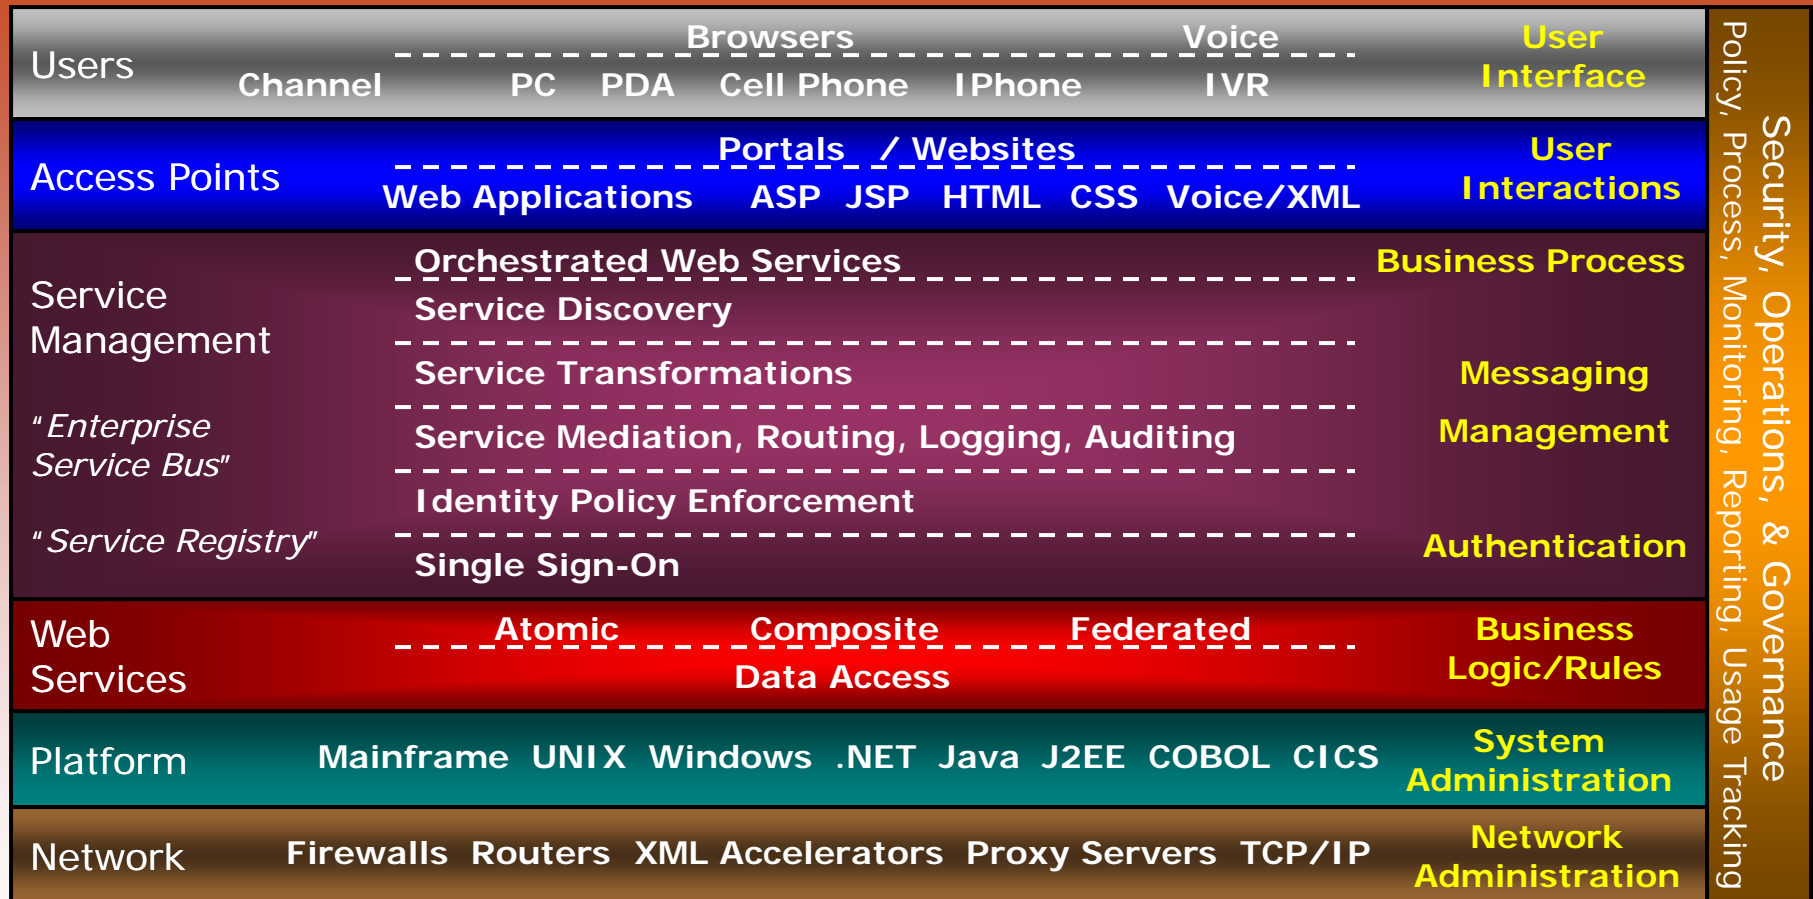 Users
Browsers Voice
Channel PC PDA Cell Phone IPhone IVR
User
Interface
Access Points
Portals / Websites
Web Applications ASP JSP HTML CSS Voice/XML
User
Interactions
Service
Management
"Enterprise
Service Bus"
"Service Registry"
Orchestrated Web Services
Service Discovery
Service Transformations
Service Mediation, Routing, Logging, Auditing
Identity Policy Enforcement
Single Sign-On
Business Process
Messaging
Management
Authentication
Web
Services
Atomic Composite Federated
Data Access
Business
Logic/Rules
Platform
Mainframe UNIX Windows .NET Java J2EE COBOL CICS
System
Administration
Network
Firewalls Routers XML Accelerators Proxy Servers TCP/IP
Network
Administration
Security, Operations, & Governance
Policy, Process, Monitoring, Reporting, Usage Tracking